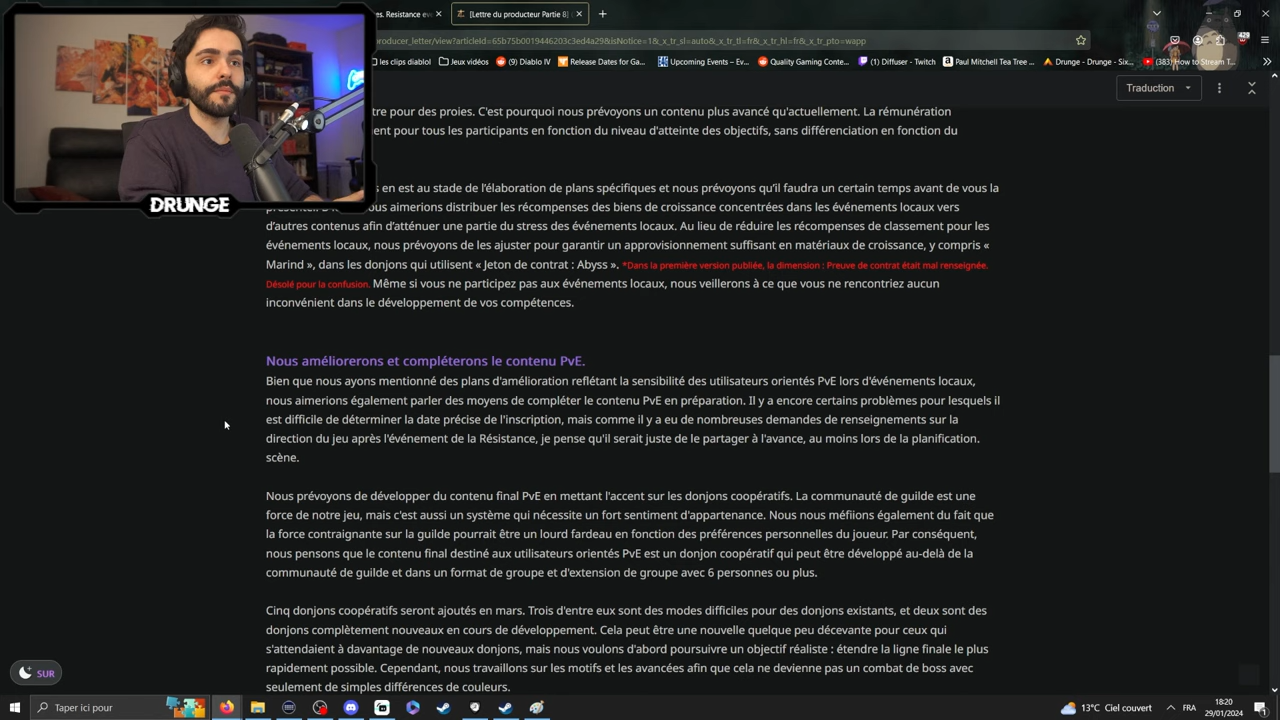 es. Resistance eve
[Lettre du producteur Partie 8]
producer_letter/view?articleId=65b75b0019446203c3ed4a29&isNotice=1&_x_tr_sl=auto&_x_tr_tl=fr&_x_tr_hl=fr&_x_tr_pto=wapp
les clips diablol
Jeux vidéos
(9) Diablo IV
Release Dates for Ga...
Upcoming Events – Ev...
Quality Gaming Conte...
(1) Diffuser - Twitch
Paul Mitchell Tea Tree ...
Drunge - Drunge - Six...
(383) How to Stream T...
Traduction
tre pour des proies. C'est pourquoi nous prévoyons un contenu plus avancé qu'actuellement. La rémunération
ent pour tous les participants en fonction du niveau d'atteinte des objectifs, sans différenciation en fonction du
s en est au stade de l'élaboration de plans spécifiques et nous prévoyons qu'il faudra un certain temps avant de vous la
ous aimerions distribuer les récompenses des biens de croissance concentrées dans les événements locaux vers
d'autres contenus afin d'atténuer une partie du stress des événements locaux. Au lieu de réduire les récompenses de classement pour les
événements locaux, nous prévoyons de les ajuster pour garantir un approvisionnement suffisant en matériaux de croissance, y compris «
Marind », dans les donjons qui utilisent « Jeton de contrat : Abyss ». *Dans la première version publiée, la dimension : Preuve de contrat était mal renseignée.
Désolé pour la confusion. Même si vous ne participez pas aux événements locaux, nous veillerons à ce que vous ne rencontriez aucun
inconvénient dans le développement de vos compétences.
Nous améliorerons et compléterons le contenu PvE.
Bien que nous ayons mentionné des plans d'amélioration reflétant la sensibilité des utilisateurs orientés PvE lors d'événements locaux,
nous aimerions également parler des moyens de compléter le contenu PvE en préparation. Il y a encore certains problèmes pour lesquels il
est difficile de déterminer la date précise de l'inscription, mais comme il y a eu de nombreuses demandes de renseignements sur la
direction du jeu après l'événement de la Résistance, je pense qu'il serait juste de le partager à l'avance, au moins lors de la planification.
scène.
Nous prévoyons de développer du contenu final PvE en mettant l'accent sur les donjons coopératifs. La communauté de guilde est une
force de notre jeu, mais c'est aussi un système qui nécessite un fort sentiment d'appartenance. Nous nous méfiions également du fait que
la force contraignante sur la guilde pourrait être un lourd fardeau en fonction des préférences personnelles du joueur. Par conséquent,
nous pensons que le contenu final destiné aux utilisateurs orientés PvE est un donjon coopératif qui peut être développé au-delà de la
communauté de guilde et dans un format de groupe et d'extension de groupe avec 6 personnes ou plus.
Cinq donjons coopératifs seront ajoutés en mars. Trois d'entre eux sont des modes difficiles pour des donjons existants, et deux sont des
donjons complètement nouveaux en cours de développement. Cela peut être une nouvelle quelque peu décevante pour ceux qui
s'attendaient à davantage de nouveaux donjons, mais nous voulons d'abord poursuivre un objectif réaliste : étendre la ligne finale le plus
rapidement possible. Cependant, nous travaillons sur les motifs et les avancées afin que cela ne devienne pas un combat de boss avec
seulement de simples différences de couleurs.
DRUNGE
SUR
Taper ici pour
13°C Ciel couvert
FRA
18:20
29/01/2024